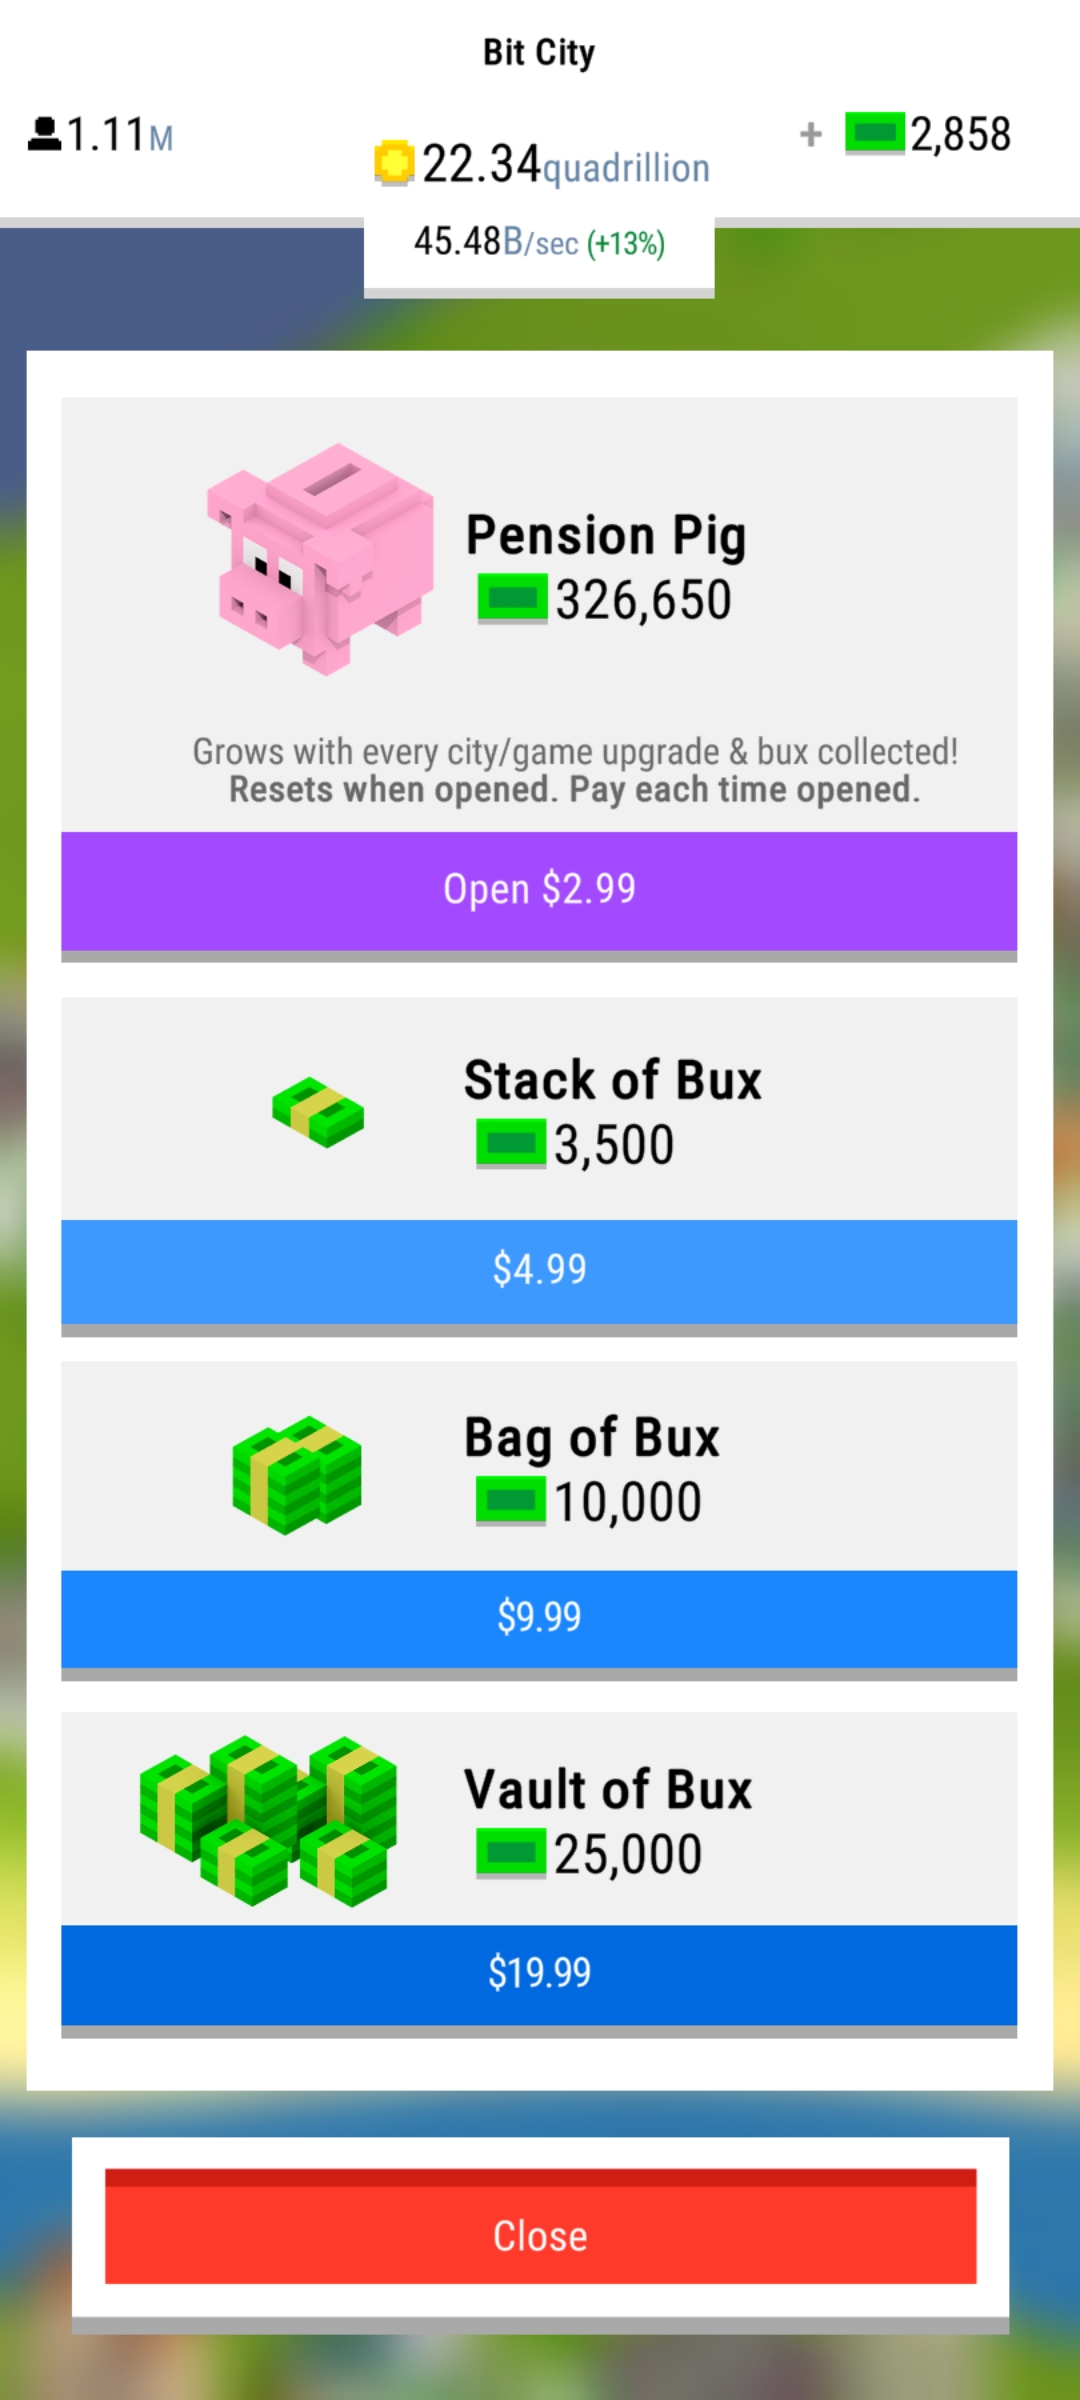 Bit City
1.11M
22.34quadrillion
+ 2,858
45.48B/sec (+13%)
Pension Pig
326,650
Grows with every city/game upgrade & bux collected!
Resets when opened. Pay each time opened.
Open $2.99
Stack of Bux
3,500
$4.99
Bag of Bux
10,000
$9.99
Vault of Bux
25,000
$19.99
Close